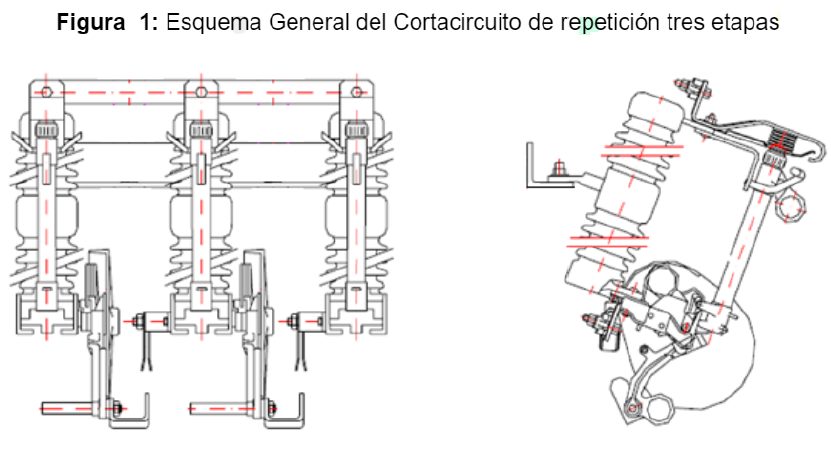 Figura 1: Esquema General del Cortacircuito de repetición tres etapas